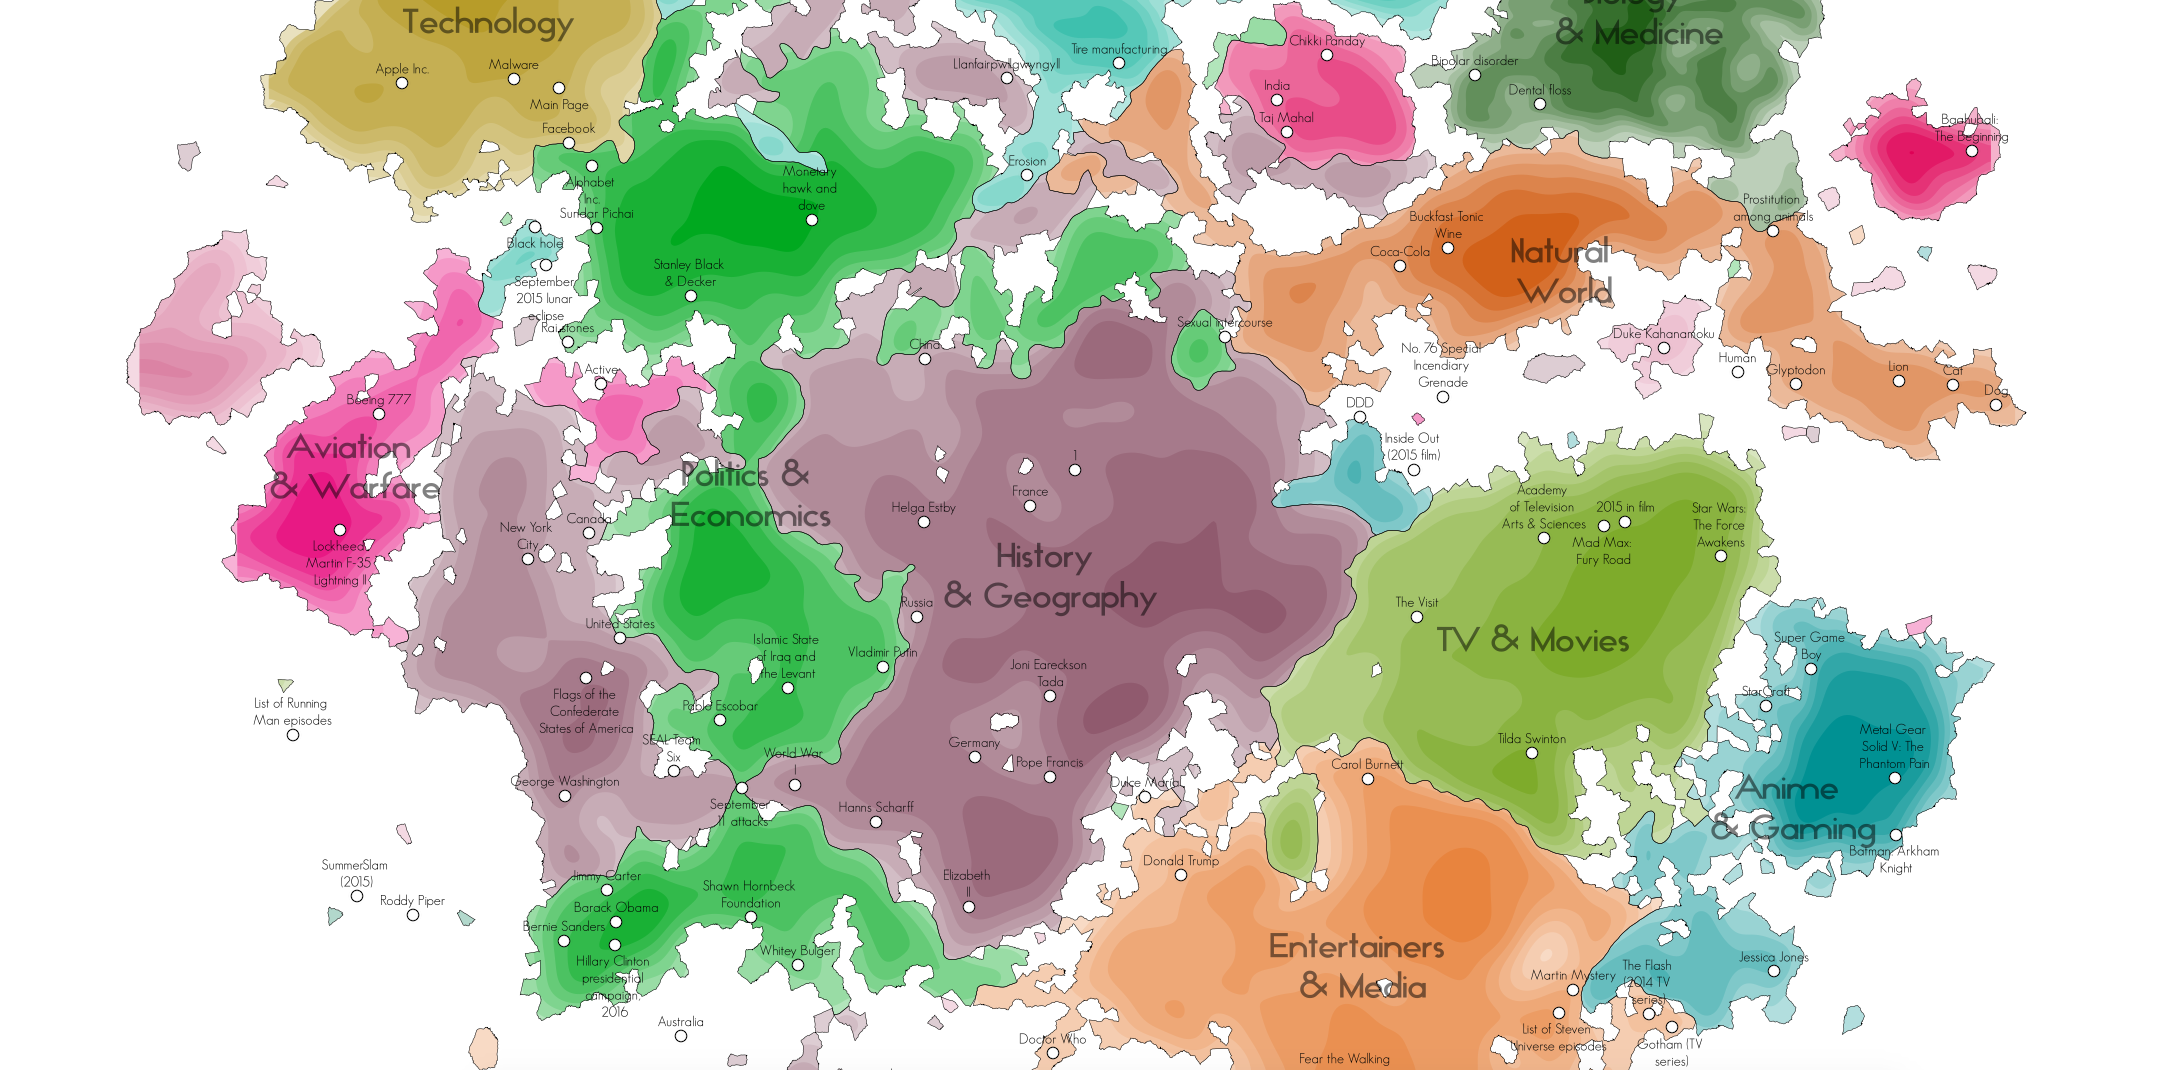 Technology
Biology
& Medicine
Apple Inc.
Malware
Main Page
Facebook
Alphabet
Inc.
Sundar Pichai
Black hole
September
2015 lunar
eclipse
Rai stones
Active
Monetary
hawk and
dove
Stanley Black
& Decker
Llanfairpwllgwyngyll
Tire manufacturing
Erosion
Chikki Panday
India
Taj Mahal
Bipolar disorder
Dental floss
Baahubali:
The Beginning
Prostitution
among animals
Buckfast Tonic
Wine
Coca-Cola
Natural
World
Sexual intercourse
China
No. 76 Special
Incendiary
Grenade
DDD
Inside Out
(2015 film)
Duke Kahanamoku
Human
Glyptodon
Lion
Cat
Dog
Boeing 777
Aviation
& Warfare
Lockheed
Martin F-35
Lightning II
New York
City
Canada
Politics &
Economics
Helga Estby
France
1
History
& Geography
Russia
United States
Islamic State
of Iraq and
the Levant
Vladimir Putin
Joni Eareckson
Tada
Flags of the
Confederate
States of America
Pablo Escobar
SEAL Team
Six
World War
I
Germany
Pope Francis
George Washington
September
11 attacks
Hanns Scharff
Dulce María
Elizabeth
II
Academy
of Television
Arts & Sciences
2015 in film
Mad Max:
Fury Road
Star Wars:
The Force
Awakens
The Visit
TV & Movies
Tilda Swinton
Carol Burnett
Super Game
Boy
StarCraft
Metal Gear
Solid V: The
Phantom Pain
Anime
& Gaming
Batman: Arkham
Knight
List of Running
Man episodes
SummerSlam
(2015)
Roddy Piper
Jimmy Carter
Barack Obama
Bernie Sanders
Hillary Clinton
presidential
campaign,
2016
Shawn Hornbeck
Foundation
Whitey Bulger
Australia
Donald Trump
Entertainers
& Media
Doctor Who
Fear the Walking
Martin Mystery
The Flash
(2014 TV
series)
Jessica Jones
List of Steven
Universe episodes
Gotham (TV
series)